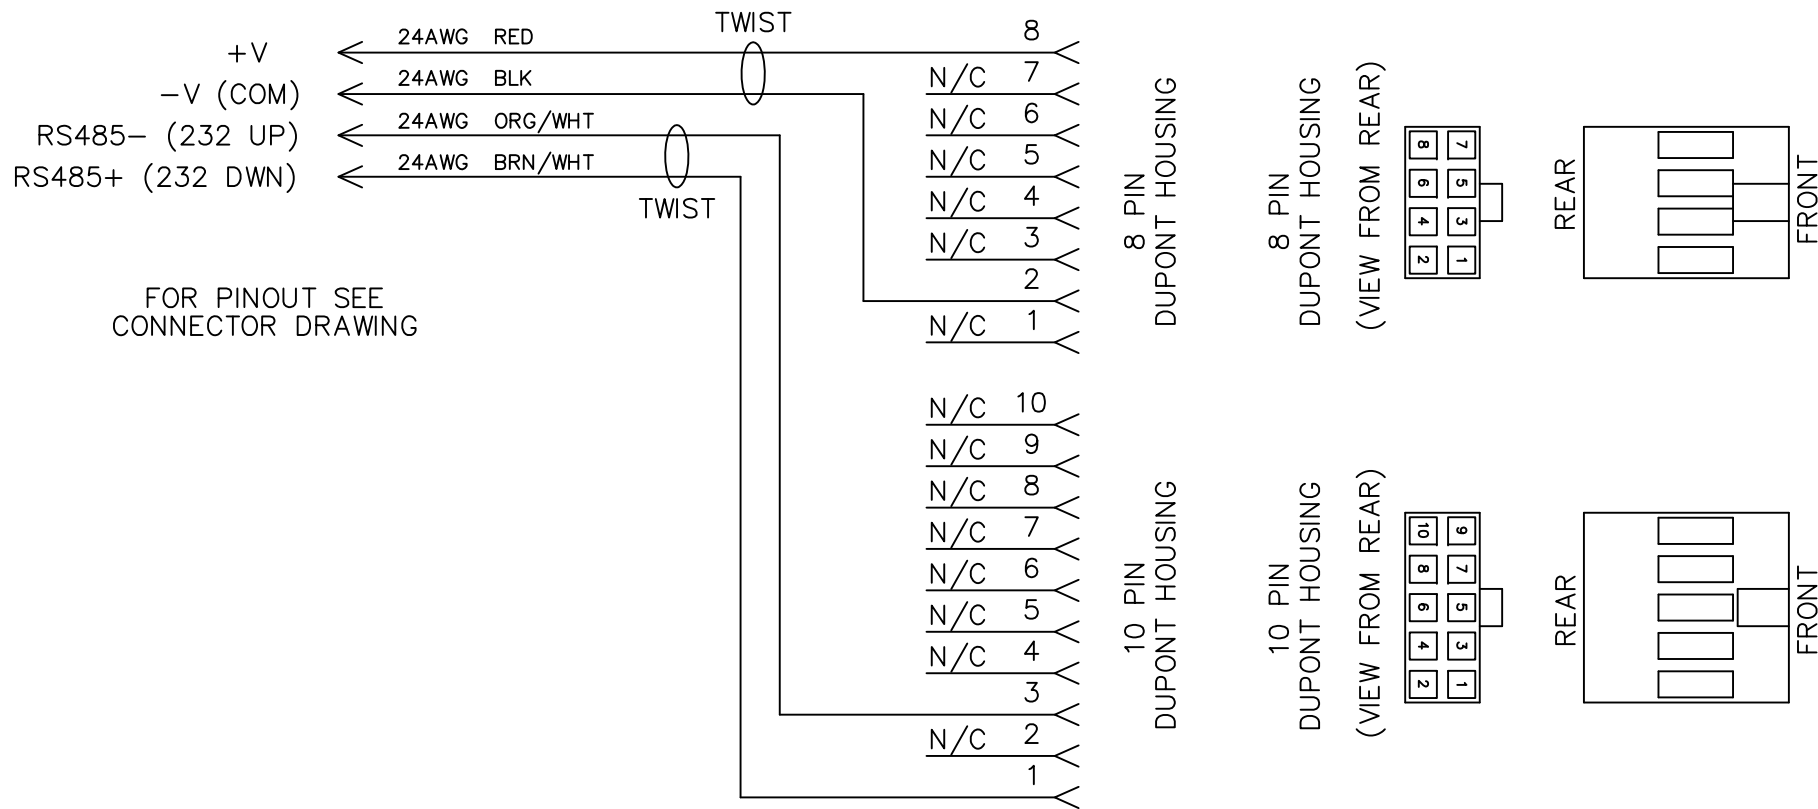 TWIST
+V
24AWG RED
8
-V (COM)
24AWG BLK
N/C 7
RS485- (232 UP)
24AWG ORG/WHT
N/C 6
RS485+ (232 DWN)
24AWG BRN/WHT
N/C 5
TWIST
N/C 4
N/C 3
2
N/C 1
FOR PINOUT SEE
CONNECTOR DRAWING
8 PIN
DUPONT HOUSING
8 PIN
DUPONT HOUSING
(VIEW FROM REAR)
8 7
6 5
4 3
2 1
REAR
FRONT
N/C 10
N/C 9
N/C 8
N/C 7
N/C 6
N/C 5
N/C 4
3
N/C 2
1
10 PIN
DUPONT HOUSING
10 PIN
DUPONT HOUSING
(VIEW FROM REAR)
10 9
8 7
6 5
4 3
2 1
REAR
FRONT